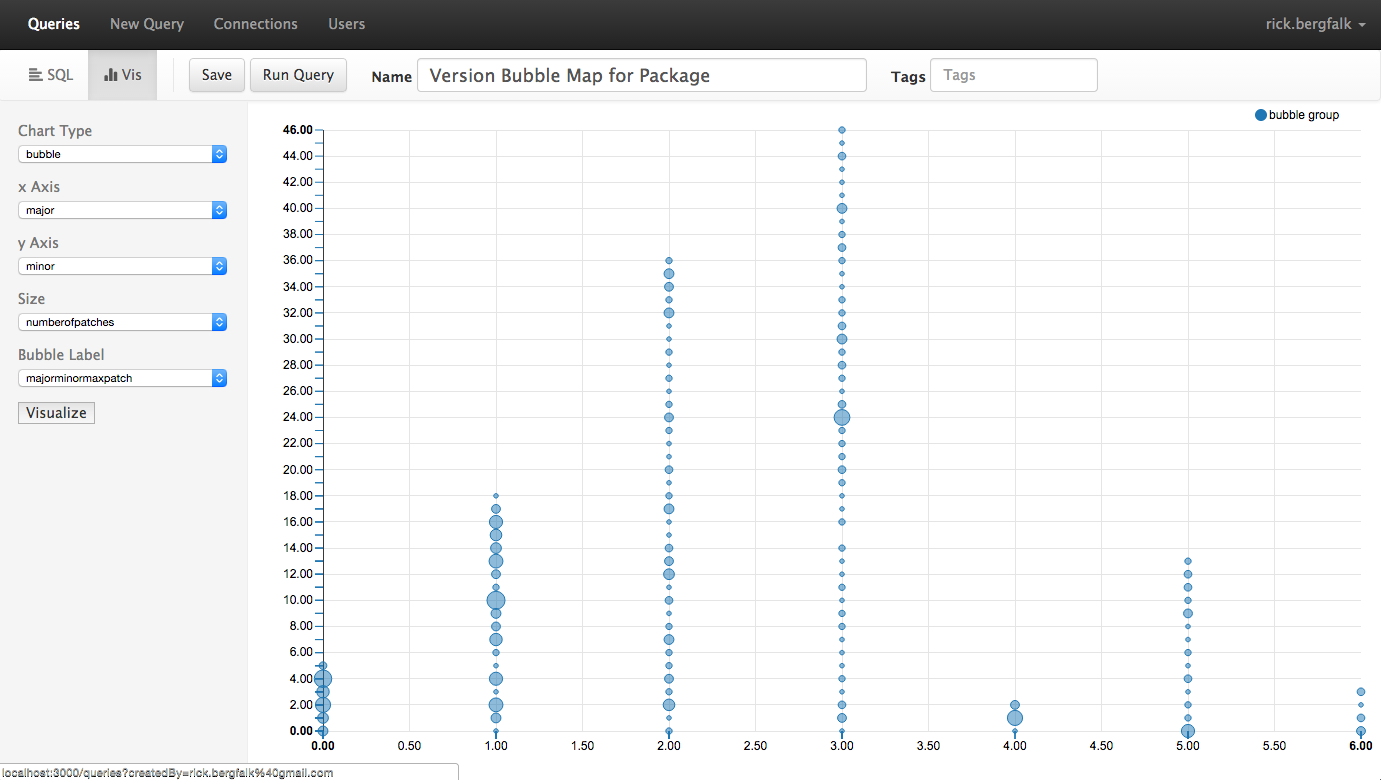 Queries New Query Connections Users rick.bergfalk
SQL Vis Save Run Query Name Version Bubble Map for Package Tags Tags
Chart Type
bubble
x Axis
major
y Axis
minor
Size
numberofpatches
Bubble Label
majorminormaxpatch
Visualize
bubble group
46.00
44.00
42.00
40.00
38.00
36.00
34.00
32.00
30.00
28.00
26.00
24.00
22.00
20.00
18.00
16.00
14.00
12.00
10.00
8.00
6.00
4.00
2.00
0.00
0.00 0.50 1.00 1.50 2.00 2.50 3.00 3.50 4.00 4.50 5.00 5.50 6.00
localhost:3000/queries?createdBy=rick.bergfalk%40gmail.com